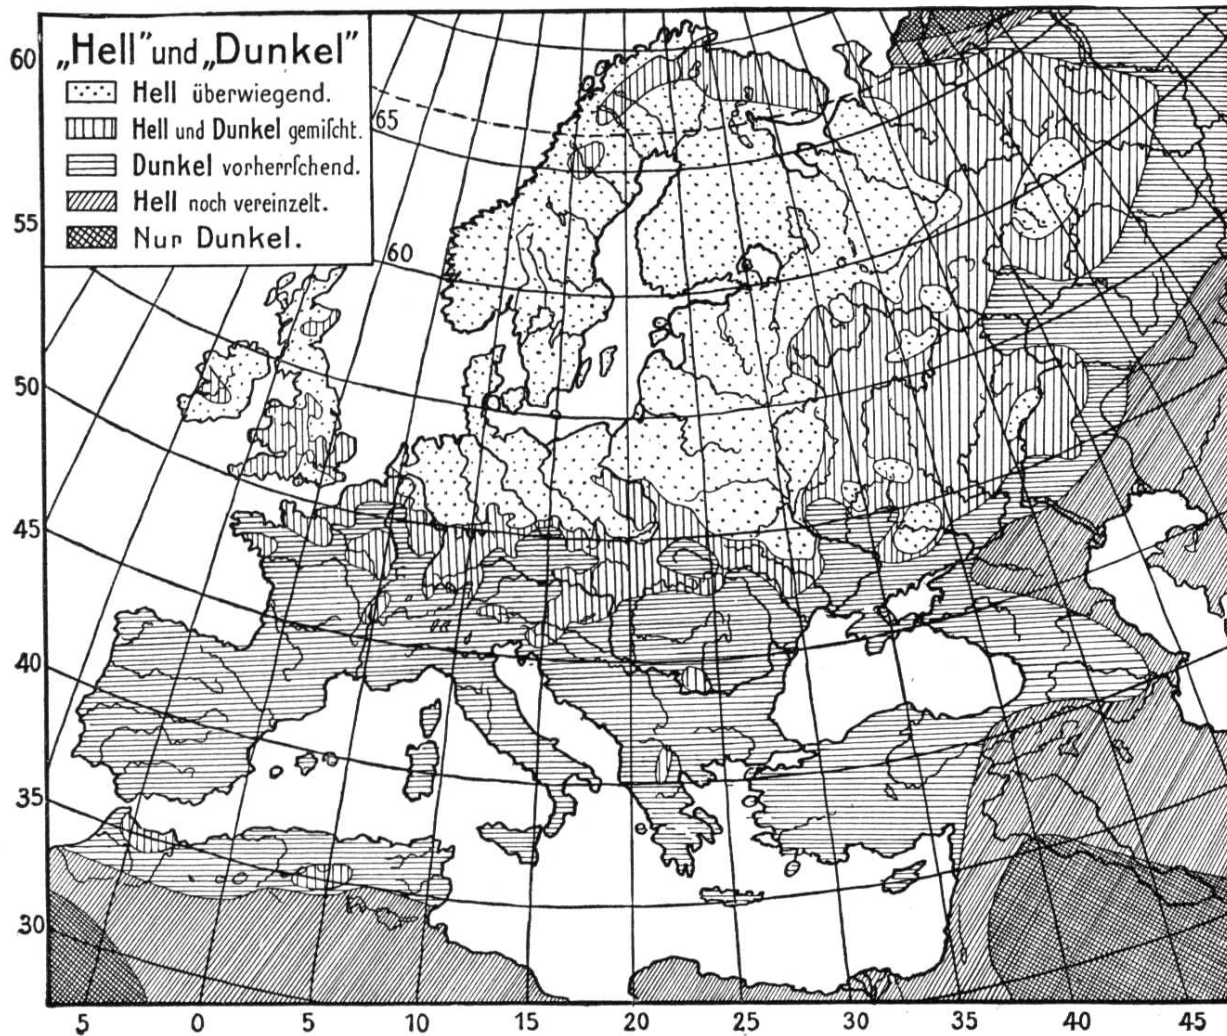 „Hell” und „Dunkel”
Hell überwiegend.
Hell und Dunkel gemiſcht.
Dunkel vorherrſchend.
Hell noch vereinzelt.
Nur Dunkel.
60
65
55
60
50
45
40
35
30
5 0 5 10 15 20 25 30 35 40 45